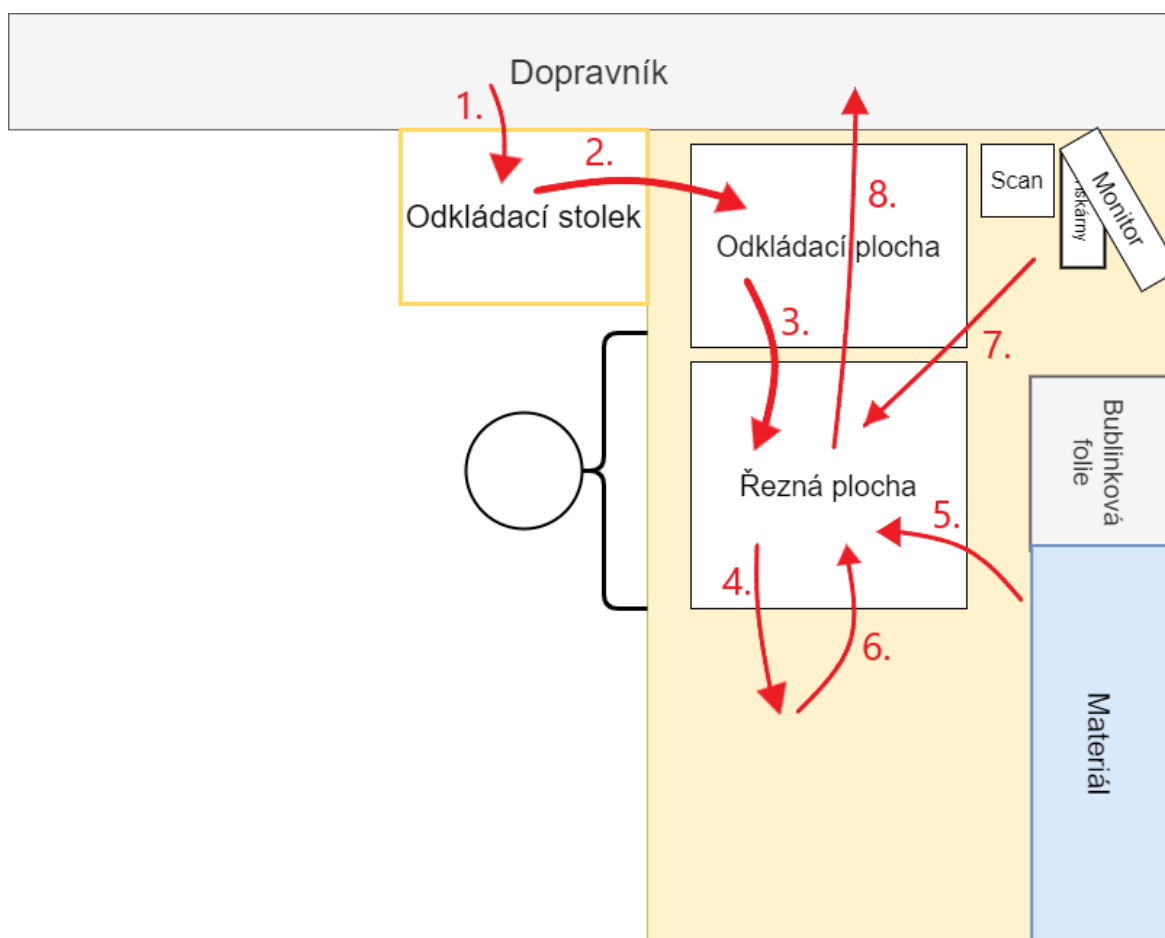 Dopravník
1.
2.
Odkládací stolek
Odkládací plocha
8.
Scan
Monitor
3.
7.
Řezná plocha
Bublinková
folie
5.
4.
6.
Materiál